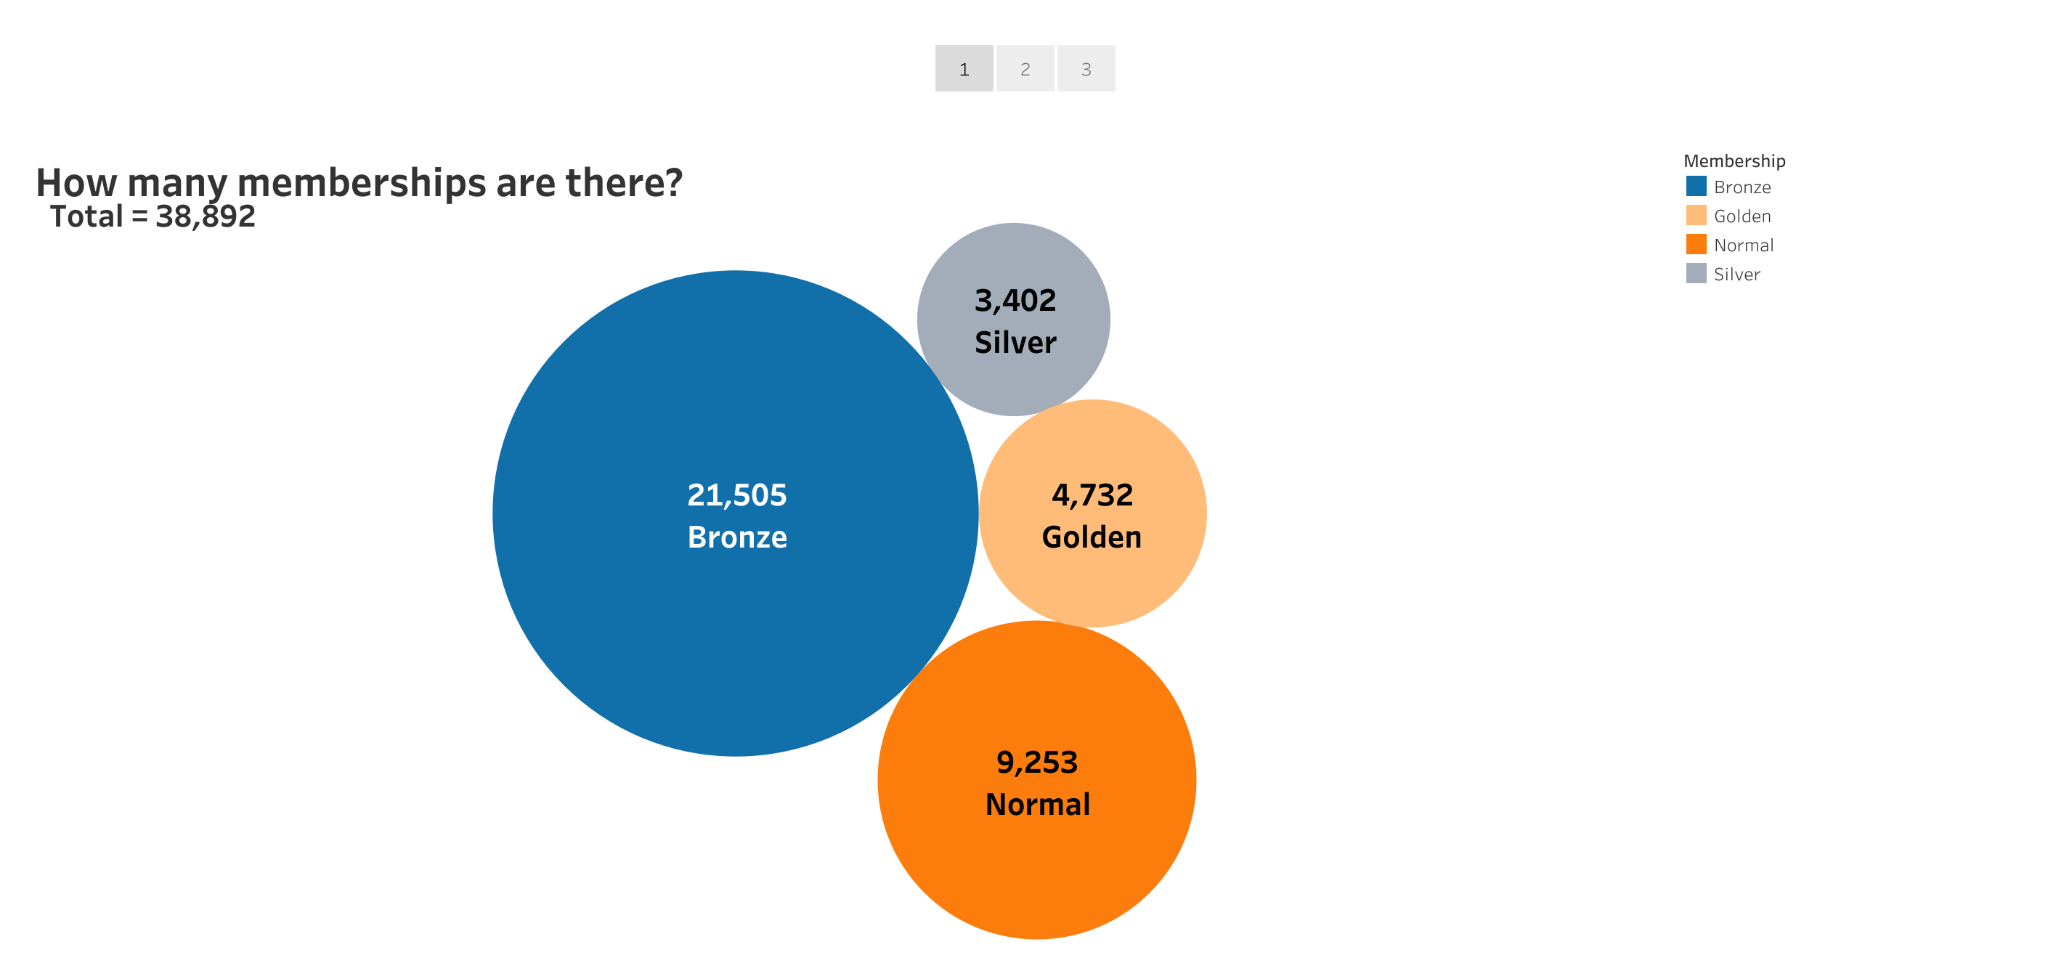 1 2 3
How many memberships are there?
Total = 38,892
Membership
Bronze
Golden
Normal
Silver
3,402
Silver
21,505
Bronze
4,732
Golden
9,253
Normal